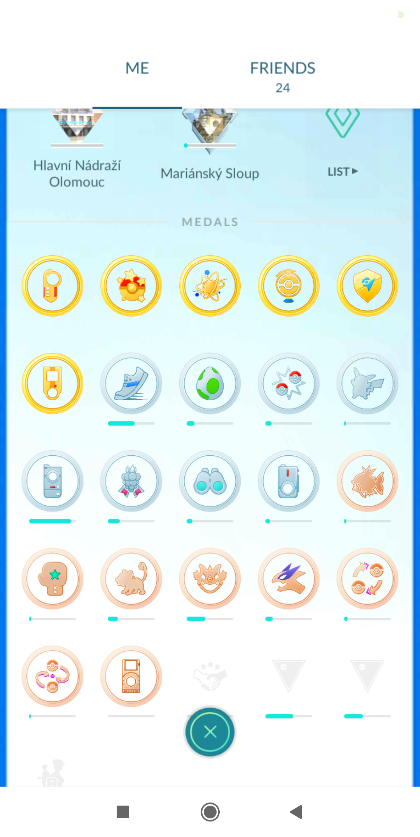 ME
FRIENDS
24
Hlavní Nádraží
Olomouc
Mariánský Sloup
LIST▸
MEDALS